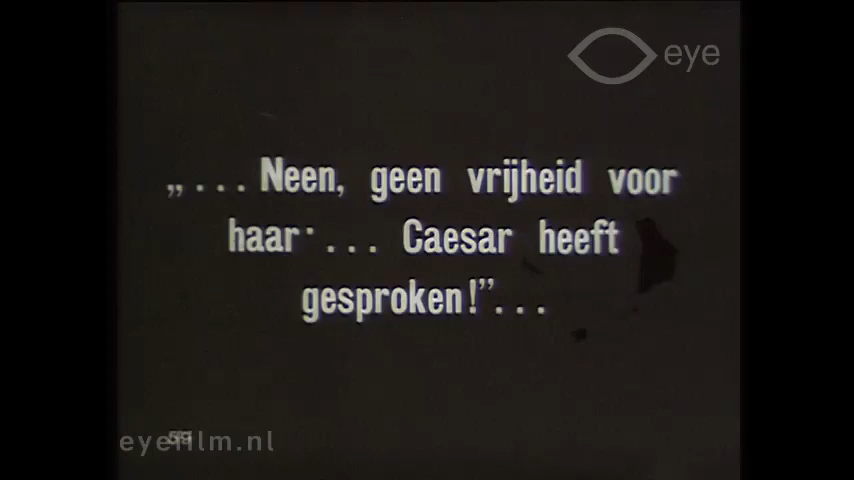 eye
„... Neen, geen vrijheid voor
haar ... Caesar heeft
gesproken!”...
eyefilm.nl